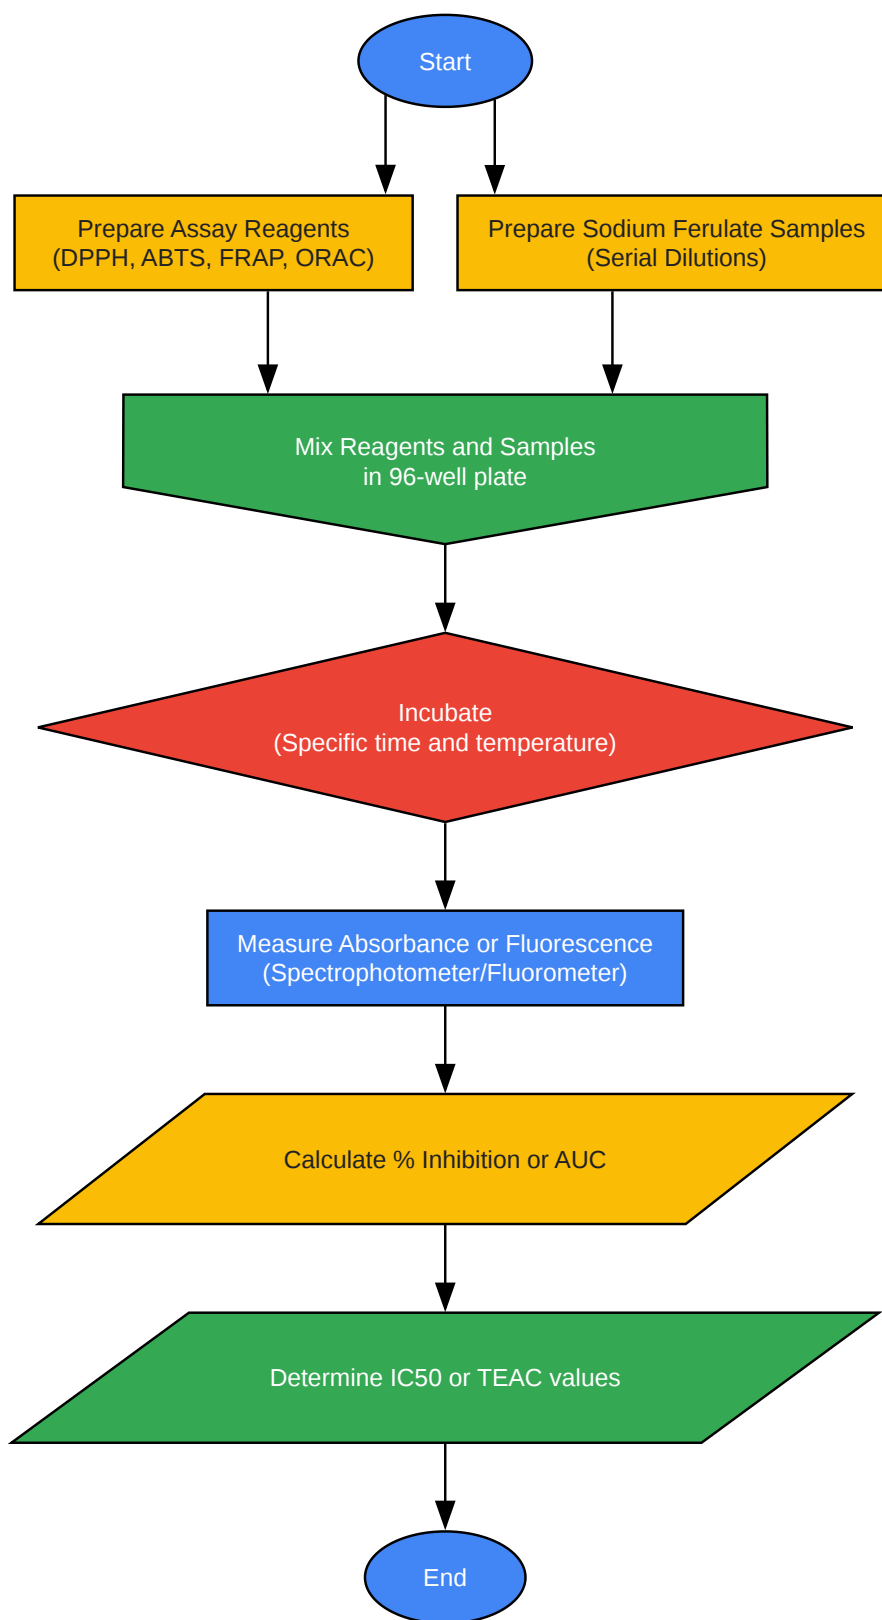 Start
Prepare Assay Reagents
(DPPH, ABTS, FRAP, ORAC)
Prepare Sodium Ferulate Samples
(Serial Dilutions)
Mix Reagents and Samples
in 96-well plate
Incubate
(Specific time and temperature)
Measure Absorbance or Fluorescence
(Spectrophotometer/Fluorometer)
Calculate % Inhibition or AUC
Determine IC50 or TEAC values
End